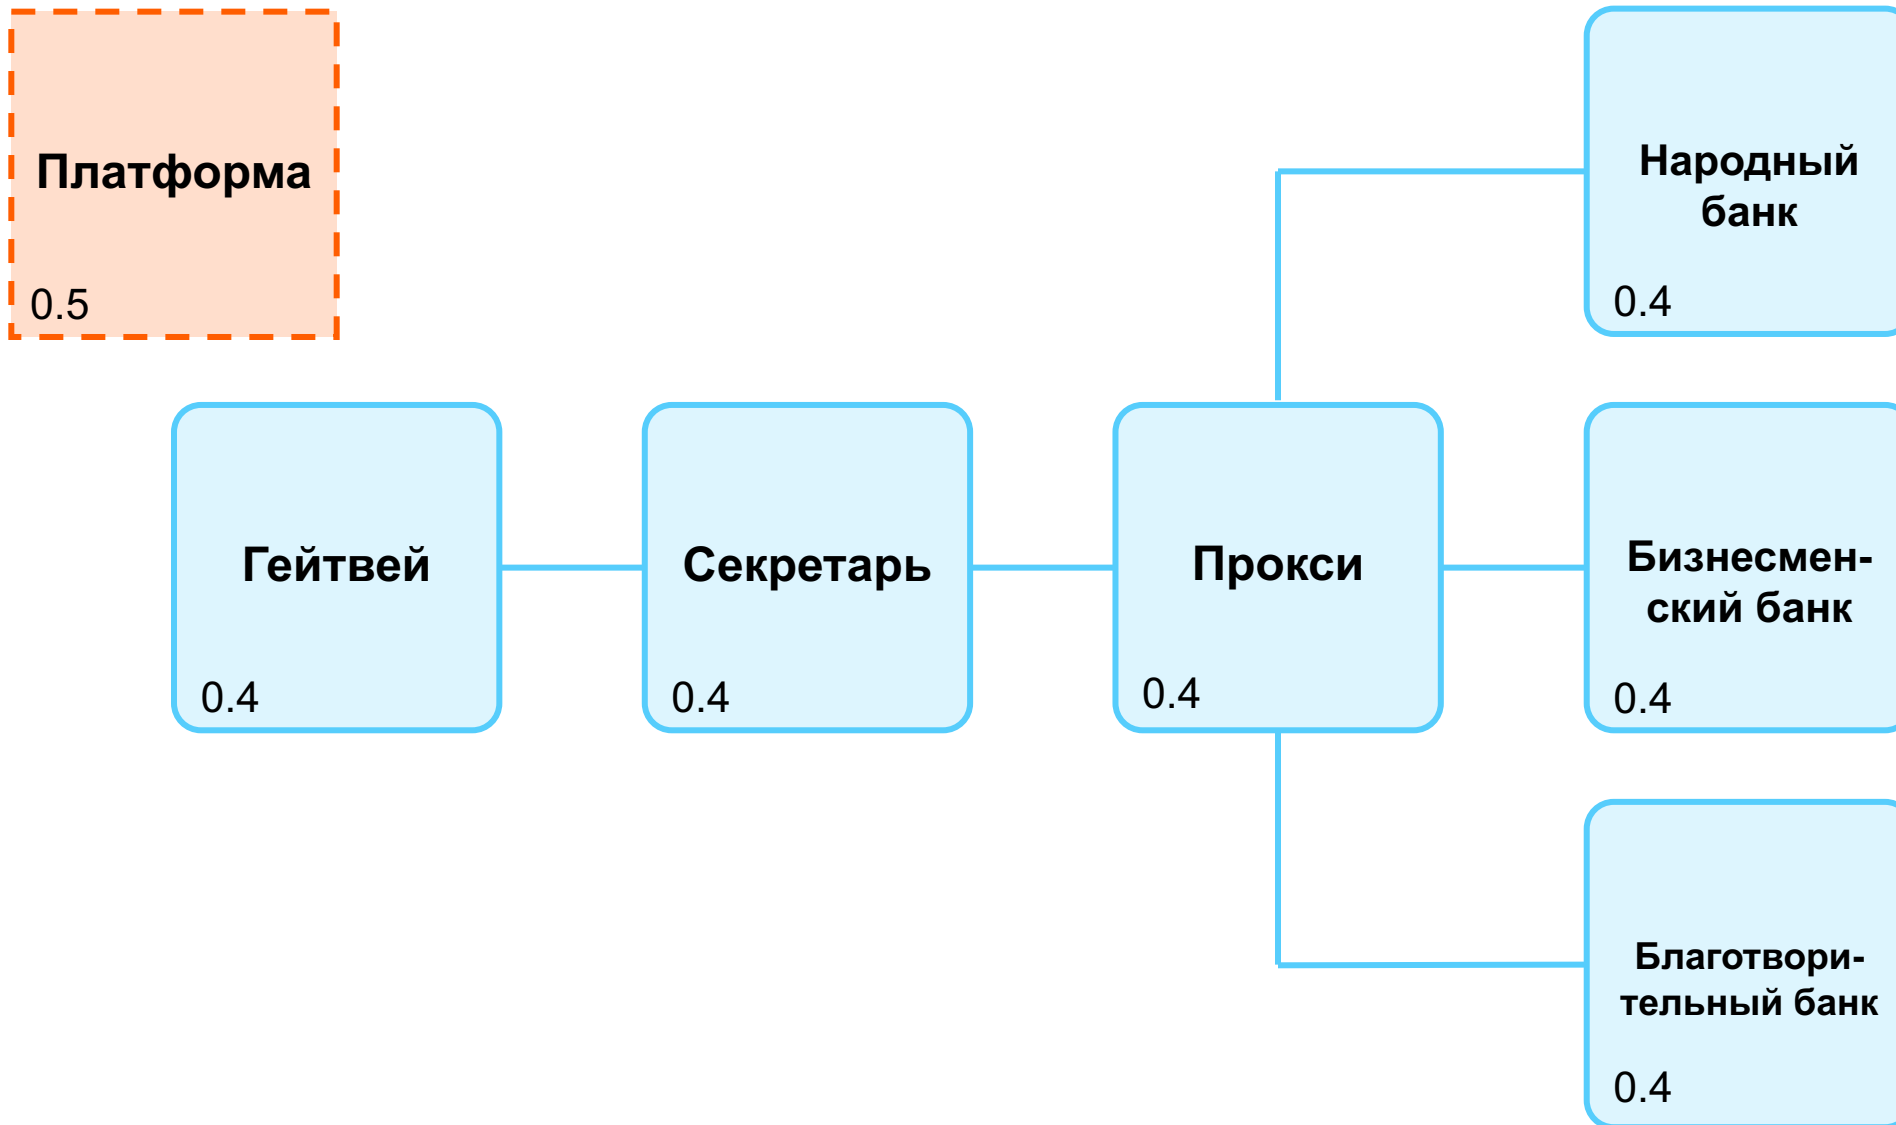 Платформа
0.5
Народный
банк
0.4
Гейтвей
0.4
Секретарь
0.4
Прокси
0.4
Бизнесмен-
ский банк
0.4
Благотвори-
тельный банк
0.4